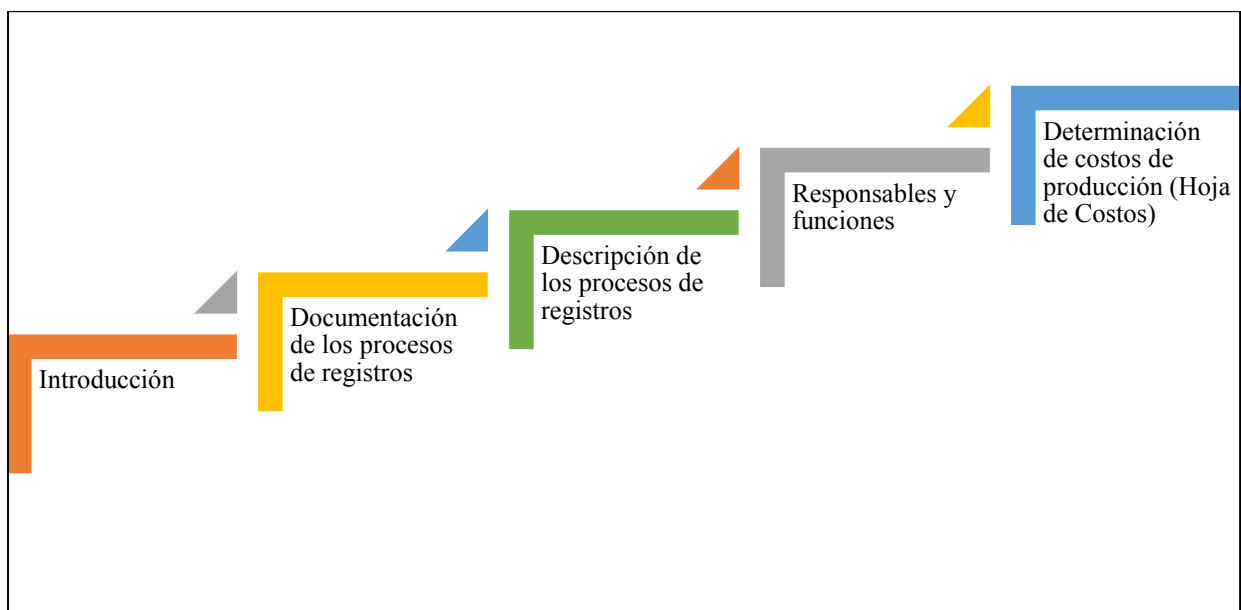 Introducción
Documentación
de los procesos
de registros
Descripción de
los procesos de
registros
Responsables y
funciones
Determinación
de costos de
producción (Hoja
de Costos)